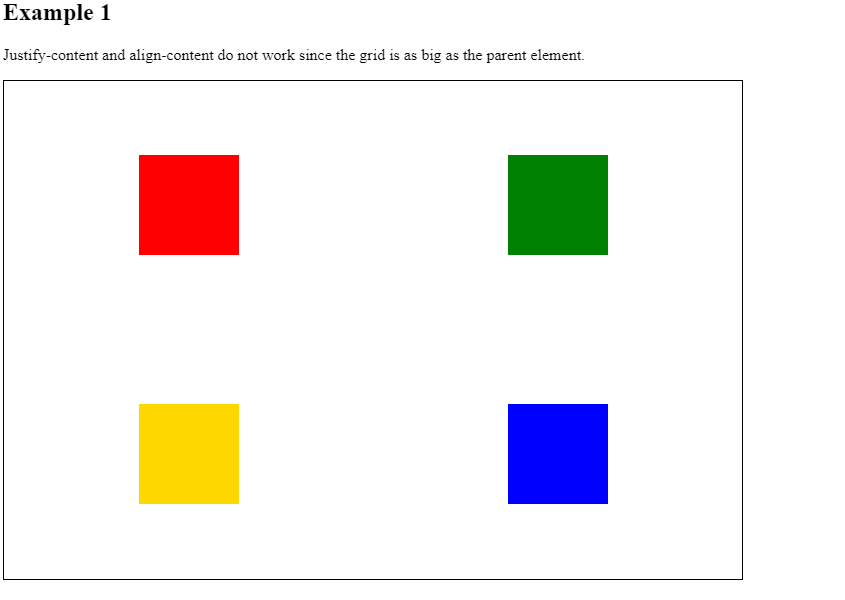 Example 1
Justify-content and align-content do not work since the grid is as big as the parent element.